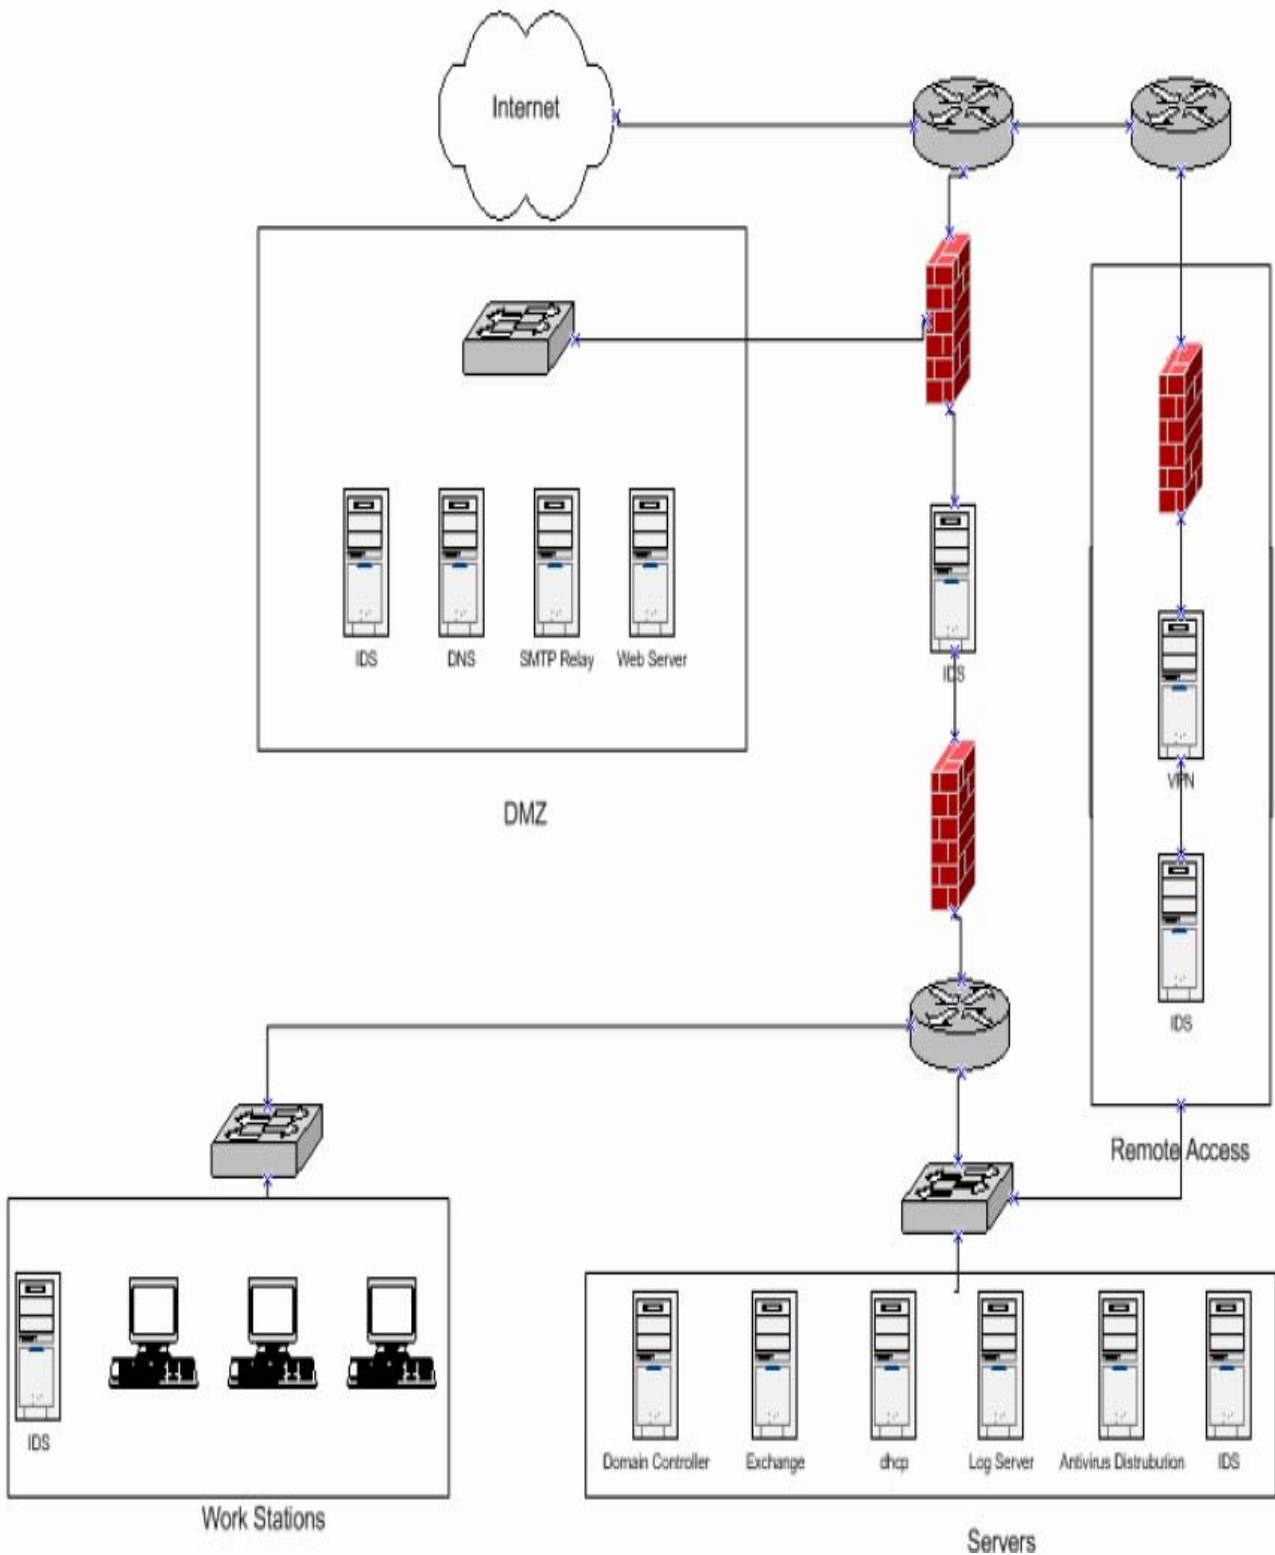 Internet
IDS
DNS
SMTP Relay
Web Server
IDS
VPN
DMZ
IDS
Remote Access
IDS
Domain Controller
Exchange
dhcp
Log Server
Antivirus Distrubution
IDS
Work Stations
Servers